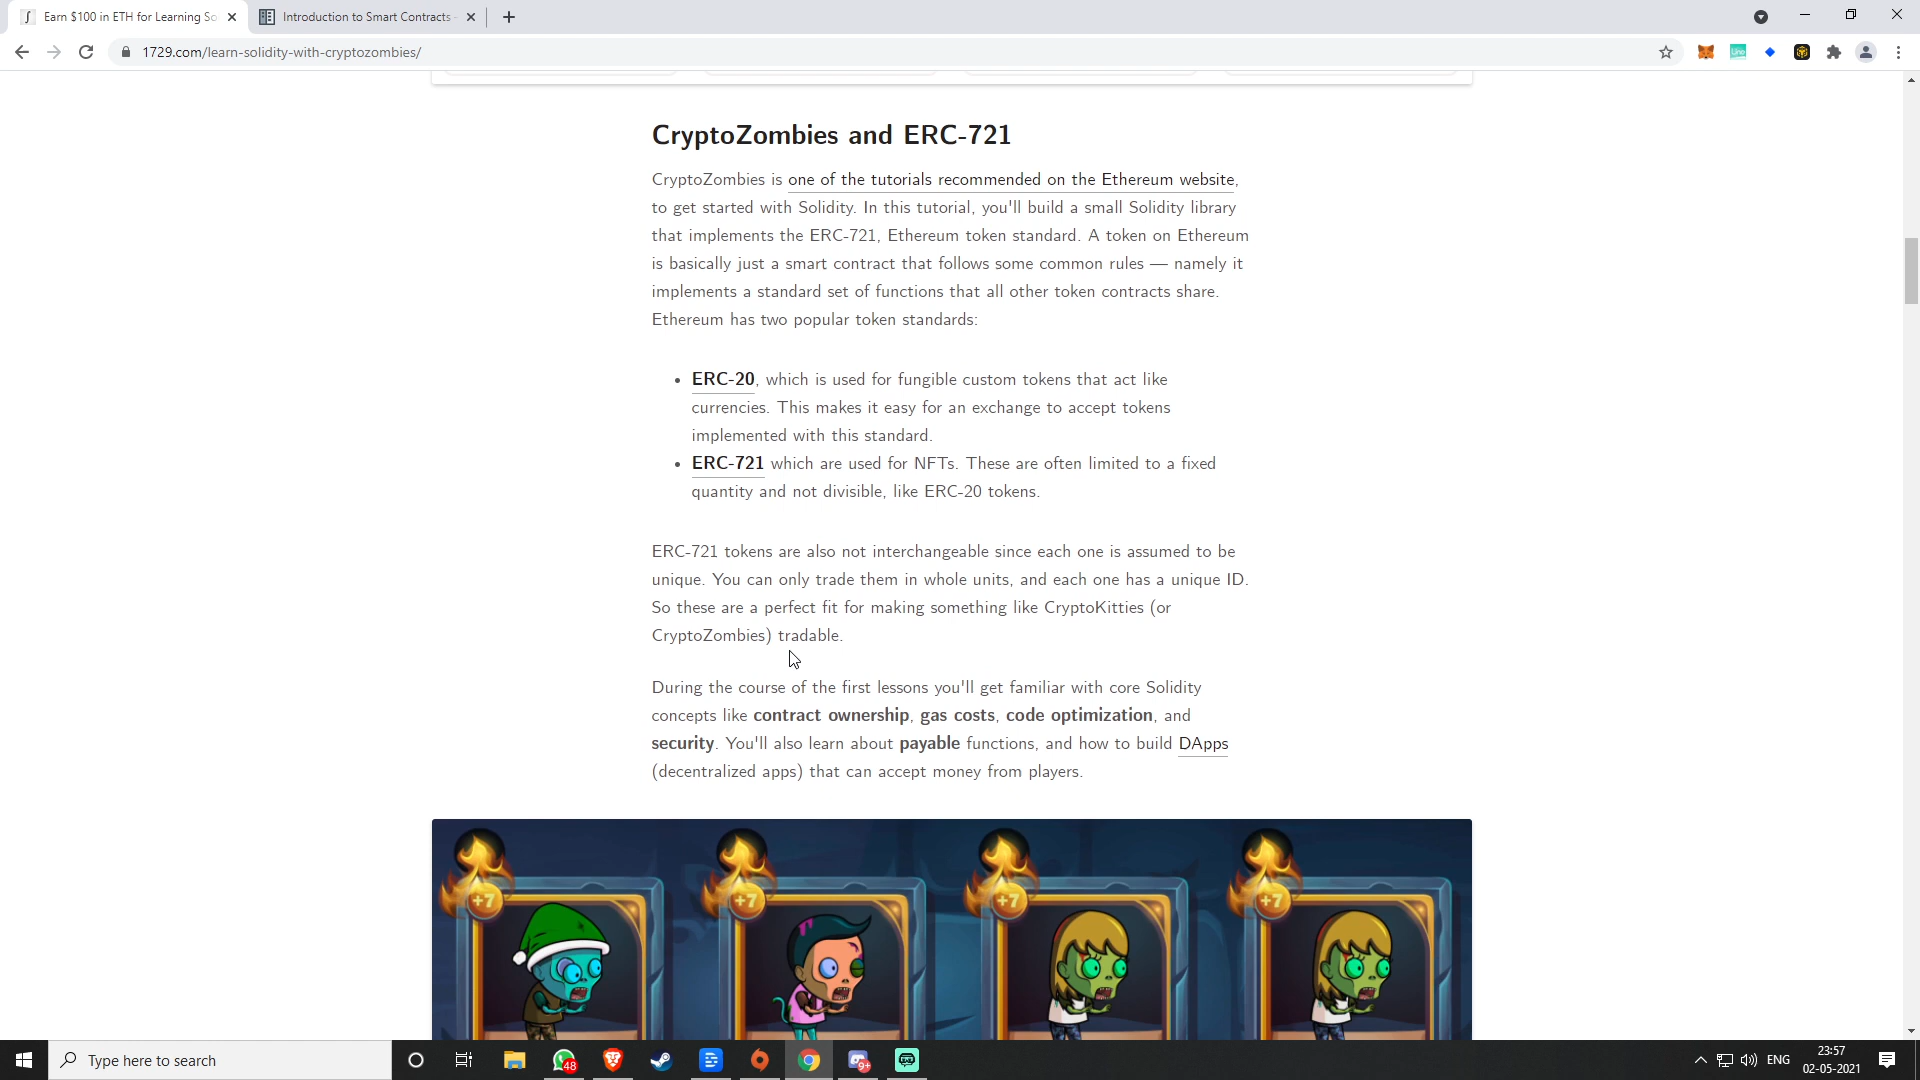 Earn $100 in ETH for Learning So
Introduction to Smart Contracts
1729.com/learn-solidity-with-cryptozombies/
CryptoZombies and ERC-721
CryptoZombies is one of the tutorials recommended on the Ethereum website,
to get started with Solidity. In this tutorial, you'll build a small Solidity library
that implements the ERC-721, Ethereum token standard. A token on Ethereum
is basically just a smart contract that follows some common rules — namely it
implements a standard set of functions that all other token contracts share.
Ethereum has two popular token standards:
• ERC-20, which is used for fungible custom tokens that act like
currencies. This makes it easy for an exchange to accept tokens
implemented with this standard.
• ERC-721 which are used for NFTs. These are often limited to a fixed
quantity and not divisible, like ERC-20 tokens.
ERC-721 tokens are also not interchangeable since each one is assumed to be
unique. You can only trade them in whole units, and each one has a unique ID.
So these are a perfect fit for making something like CryptoKitties (or
CryptoZombies) tradable.
During the course of the first lessons you'll get familiar with core Solidity
concepts like contract ownership, gas costs, code optimization, and
security. You'll also learn about payable functions, and how to build DApps
(decentralized apps) that can accept money from players.
+7 +7 +7 +7
Type here to search
48
9+
ENG
23:57
02-05-2021